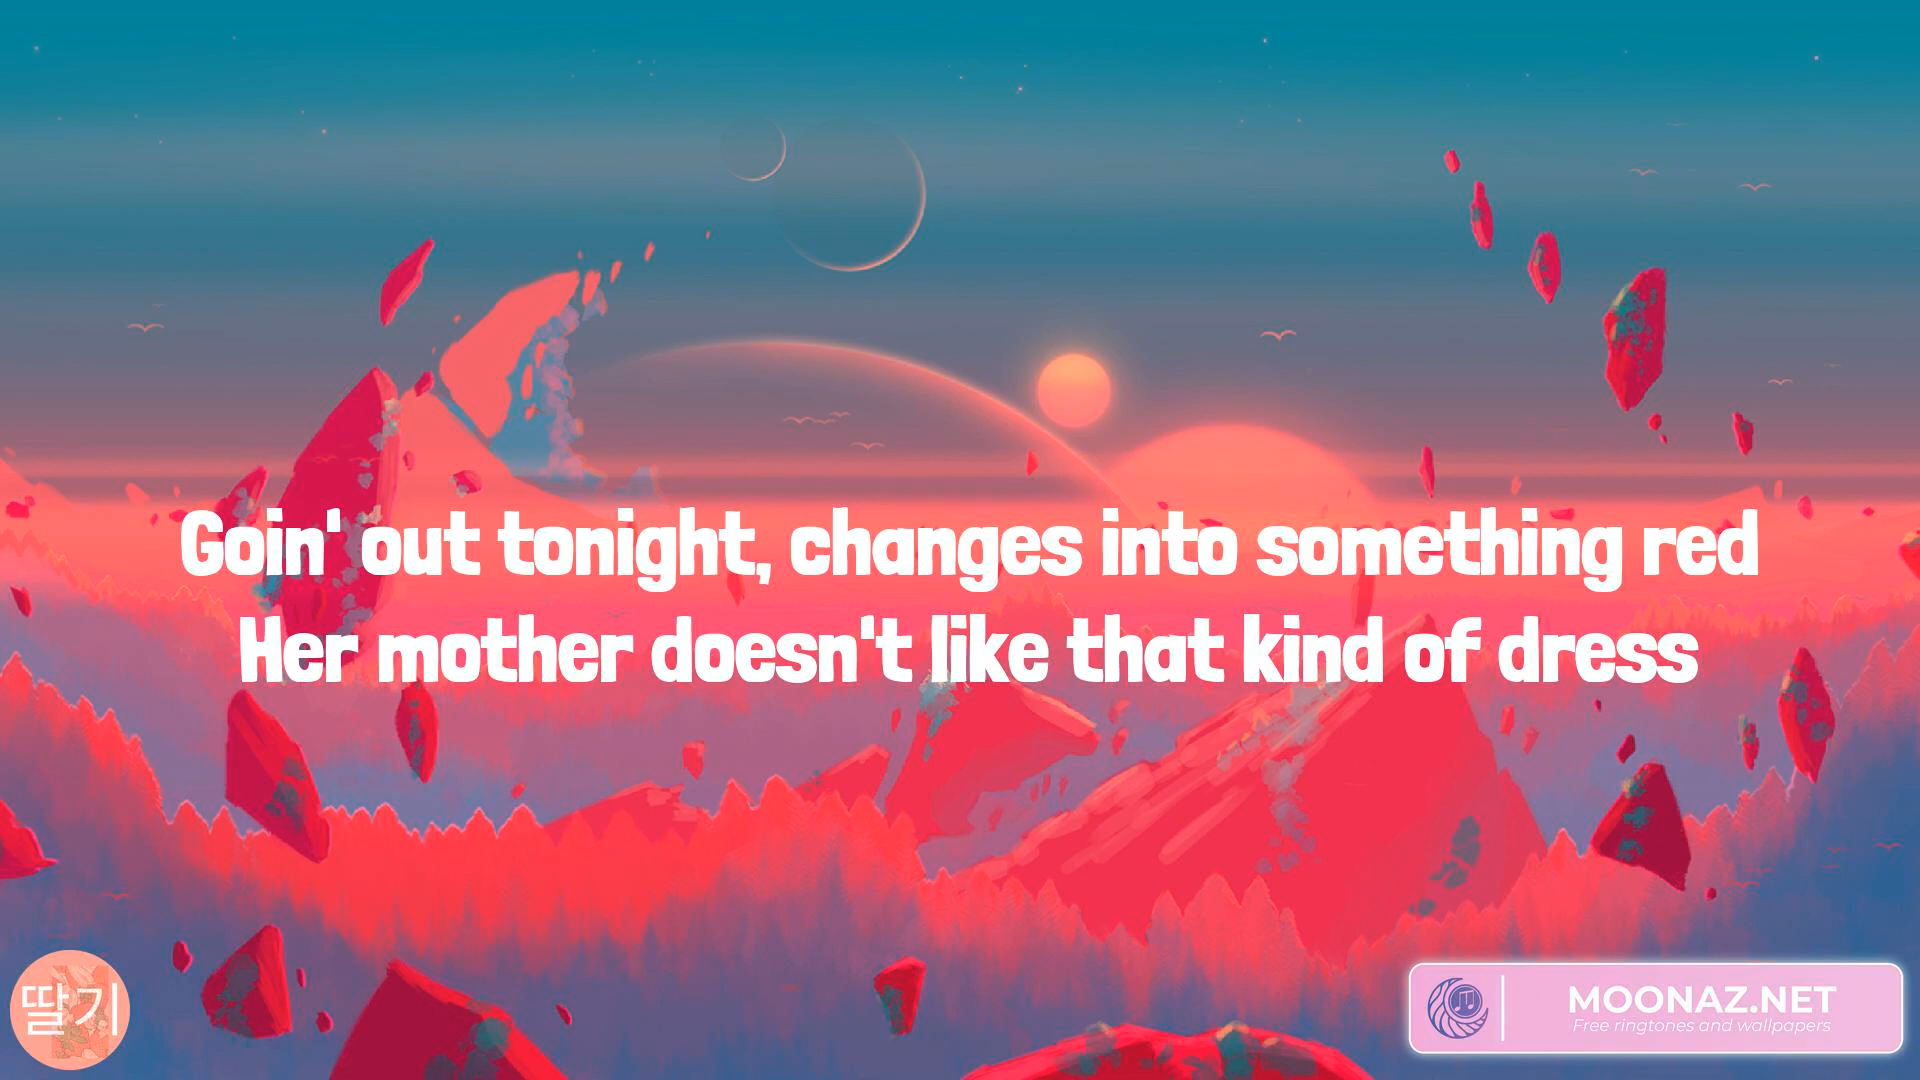 Goin' out tonight, changes into something red
Her mother doesn't like that kind of dress
딸기
MOONAZ.NET
Free ringtones and wallpapers